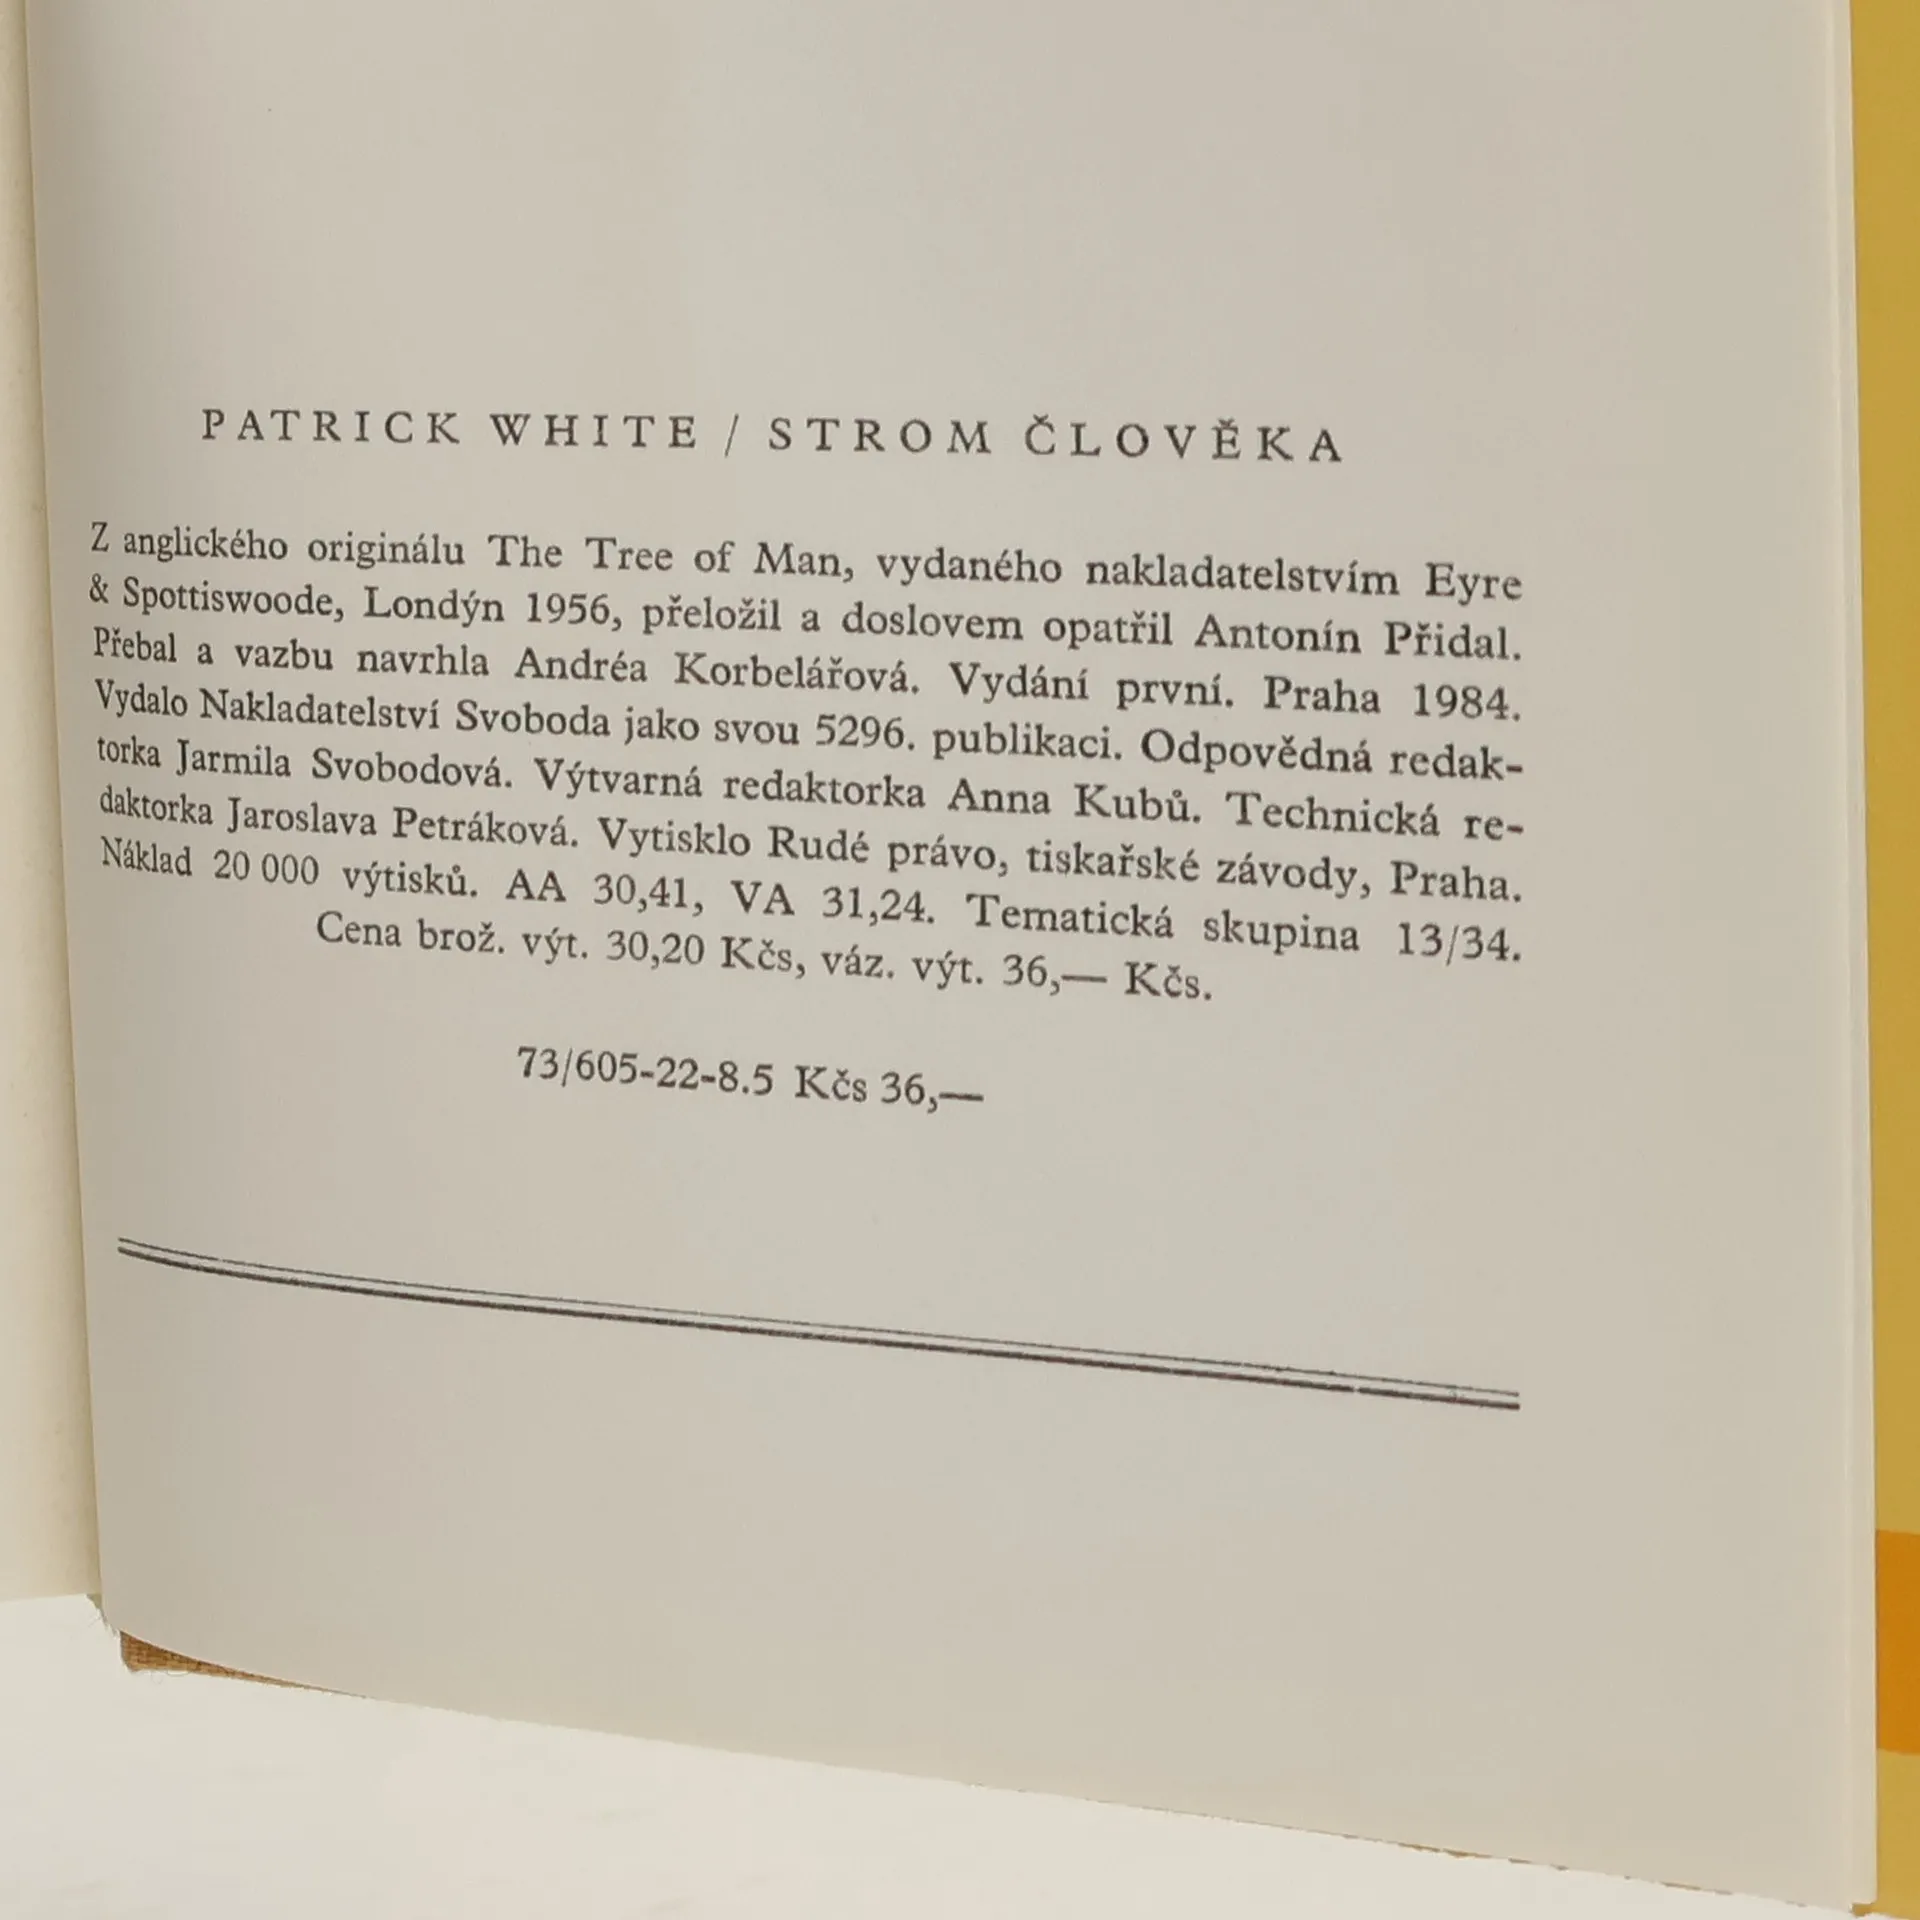 PATRICK WHITE / STROM ČLOVĚKA
Z anglického originálu The Tree of Man, vydaného nakladatelstvím Eyre
& Spottiswoode, Londýn 1956, přeložil a doslovem opatřil Antonín Přidal.
Přebal a vazbu navrhla Andréa Korbelářová. Vydání první. Praha 1984.
Vydalo Nakladatelství Svoboda jako svou 5296. publikaci. Odpovědná redak-
torka Jarmila Svobodová. Výtvarná redaktorka Anna Kubů. Technická re-
daktorka Jaroslava Petráková. Vytisklo Rudé právo, tiskařské závody, Praha.
Náklad 20 000 výtisků. AA 30,41, VA 31,24. Tematická skupina 13/34.
Cena brož. výt. 30,20 Kčs, váz. výt. 36,— Kčs.
73/605-22-8.5 Kčs 36,—